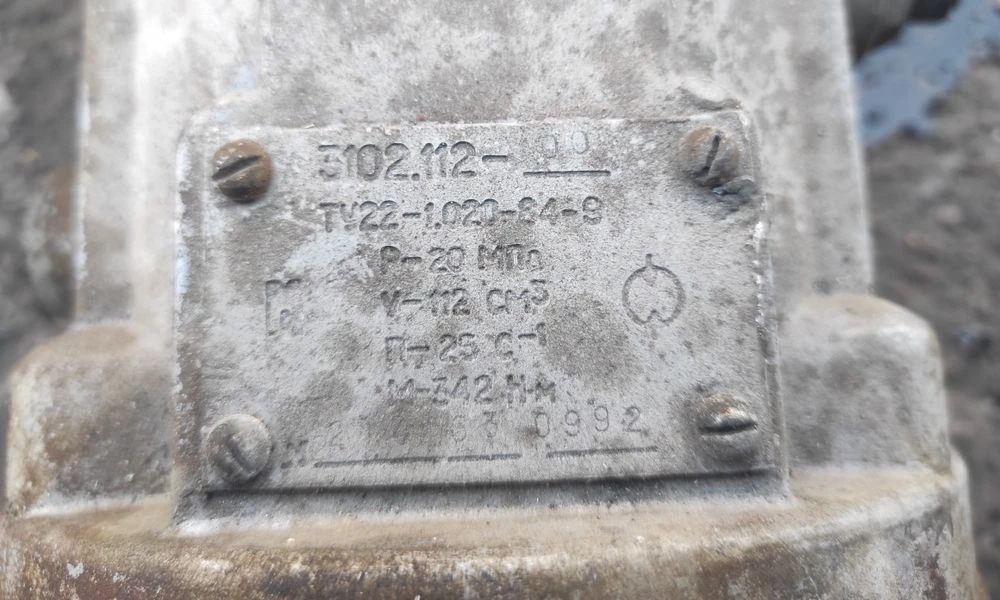 3102.112-00
ТУ22-1.020-84-9
Р-20 МПа
V-112 СМ³
П-25 С⁻¹
М-342 Н·м
0992